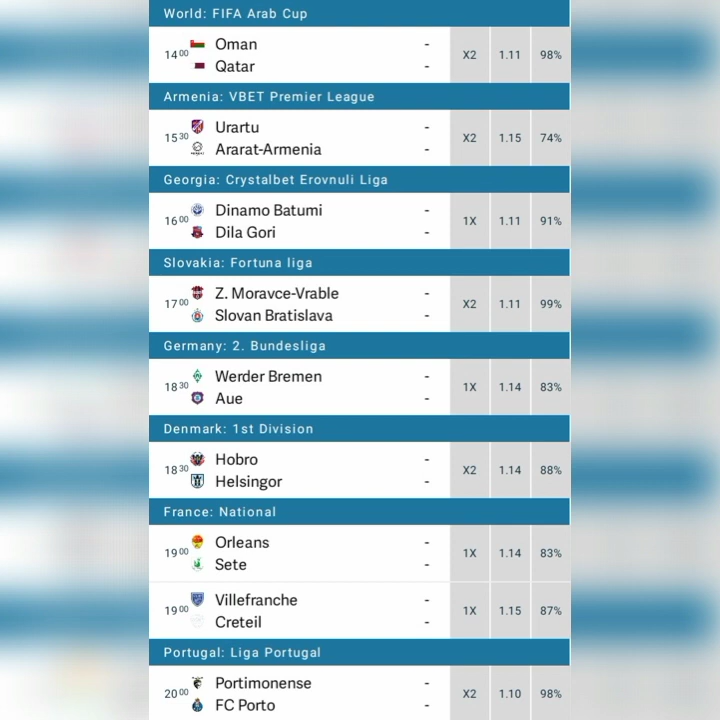 World: FIFA Arab Cup
14 00 Oman - X2 1.11 98%
Qatar -
Armenia: VBET Premier League
15 30 Urartu - X2 1.15 74%
Ararat-Armenia -
Georgia: Crystalbet Erovnuli Liga
16 00 Dinamo Batumi - 1X 1.11 91%
Dila Gori -
Slovakia: Fortuna liga
17 00 Z. Moravce-Vrable - X2 1.11 99%
Slovan Bratislava -
Germany: 2. Bundesliga
18 30 Werder Bremen - 1X 1.14 83%
Aue -
Denmark: 1st Division
18 30 Hobro - X2 1.14 88%
Helsingor -
France: National
19 00 Orleans - 1X 1.14 83%
Sete -
19 00 Villefranche - 1X 1.15 87%
Creteil -
Portugal: Liga Portugal
20 00 Portimonense - X2 1.10 98%
FC Porto -